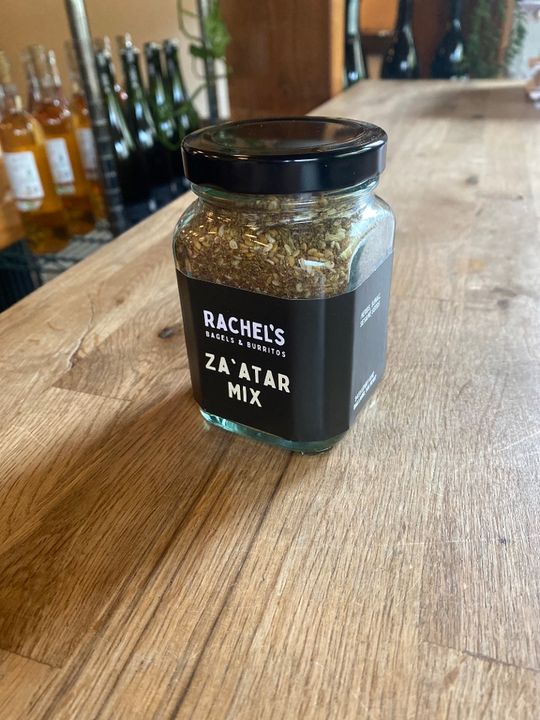 RACHEL'S
BAGELS & BURRITOS
ZA`ATAR
MIX